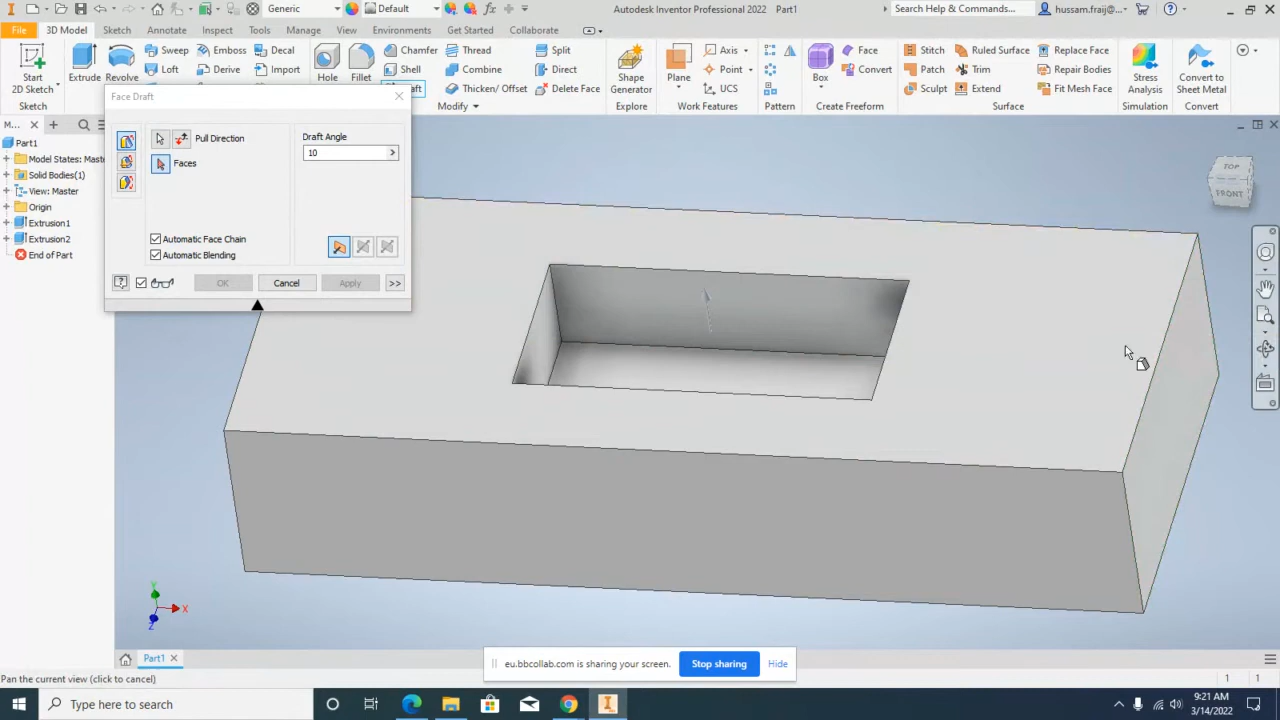 Generic
Default
Autodesk Inventor Professional 2022 Part1
Search Help & Commands...
hussam.fraij@...
File 3D Model Sketch Annotate Inspect Tools Manage View Environments Get Started Collaborate
Sweep Emboss Decal Chamfer Thread Split Axis Face Stitch Ruled Surface Replace Face
Start 2D Sketch Extrude Revolve Loft Derive Import Hole Fillet Shell Combine Direct Shape Generator Plane Point Box Convert Patch Trim Repair Bodies Stress Analysis Convert to Sheet Metal
Thicken/ Offset Delete Face UCS Sculpt Extend Fit Mesh Face
Sketch Modify Explore Work Features Pattern Create Freeform Surface Simulation Convert
Face Draft
M...
Part1
Model States: Mast
Solid Bodies(1)
View: Master
Origin
Extrusion1
Extrusion2
End of Part
Pull Direction
Draft Angle
10
Faces
Automatic Face Chain
Automatic Blending
OK Cancel Apply >>
TOP
FRONT
Y
X
Z
Part1
eu.bbcollab.com is sharing your screen. Stop sharing Hide
Pan the current view (click to cancel)
1 1
Type here to search
9:21 AM
3/14/2022